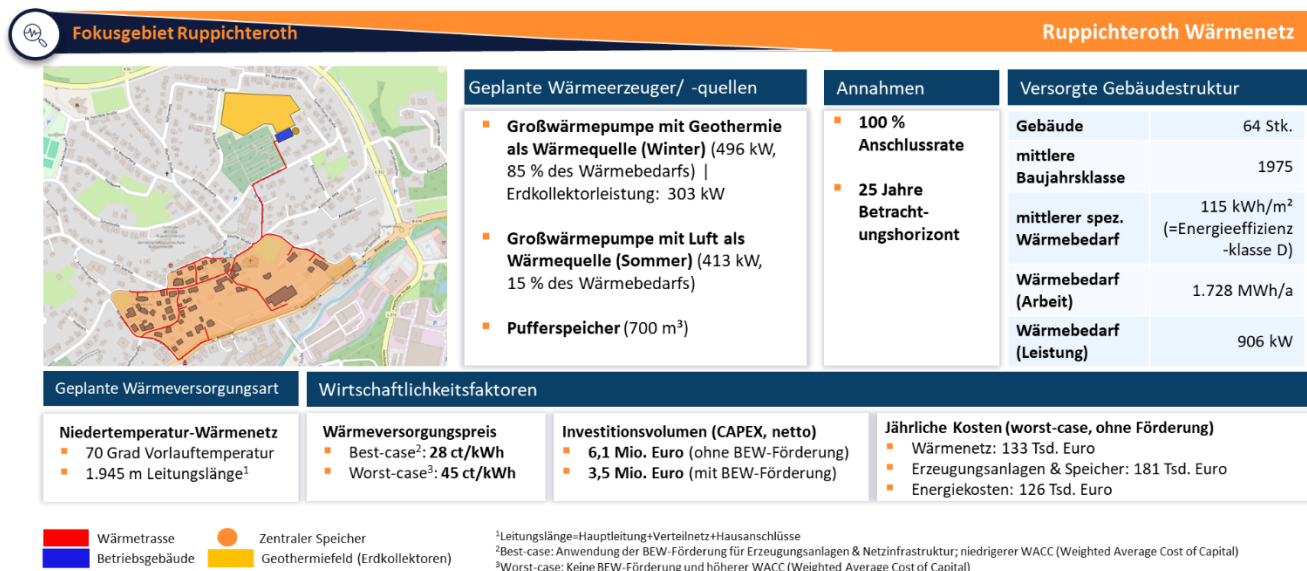 Fokusgebiet Ruppichteroth
Ruppichteroth Wärmenetz
Geplante Wärmeerzeuger/ -quellen
Großwärmepumpe mit Geothermie
als Wärmequelle (Winter) (496 kW,
85 % des Wärmebedarfs) |
Erdkollektorleistung: 303 kW
Großwärmepumpe mit Luft als
Wärmequelle (Sommer) (413 kW,
15 % des Wärmebedarfs)
Pufferspeicher (700 m³)
Annahmen
100 %
Anschlussrate
25 Jahre
Betracht-
ungshorizont
Versorgte Gebäudestruktur
Gebäude 64 Stk.
mittlere
Baujahrsklasse 1975
mittlerer spez.
Wärmebedarf
115 kWh/m²
(=Energieeffizienz
-klasse D)
Wärmebedarf
(Arbeit) 1.728 MWh/a
Wärmebedarf
(Leistung) 906 kW
Geplante Wärmeversorgungsart
Niedertemperatur-Wärmenetz
70 Grad Vorlauftemperatur
1.945 m Leitungslänge¹
Wirtschaftlichkeitsfaktoren
Wärmeversorgungspreis
Best-case²: 28 ct/kWh
Worst-case³: 45 ct/kWh
Investitionsvolumen (CAPEX, netto)
6,1 Mio. Euro (ohne BEW-Förderung)
3,5 Mio. Euro (mit BEW-Förderung)
Jährliche Kosten (worst-case, ohne Förderung)
Wärmenetz: 133 Tsd. Euro
Erzeugungsanlagen & Speicher: 181 Tsd. Euro
Energiekosten: 126 Tsd. Euro
Wärmetrasse
Zentraler Speicher
Betriebsgebäude
Geothermiefeld (Erdkollektoren)
¹Leitungslänge=Hauptleitung+Verteilnetz+Hausanschlüsse
²Best-case: Anwendung der BEW-Förderung für Erzeugungsanlagen & Netzinfrastruktur; niedrigerer WACC (Weighted Average Cost of Capital)
³Worst-case: Keine BEW-Förderung und höherer WACC (Weighted Average Cost of Capital)